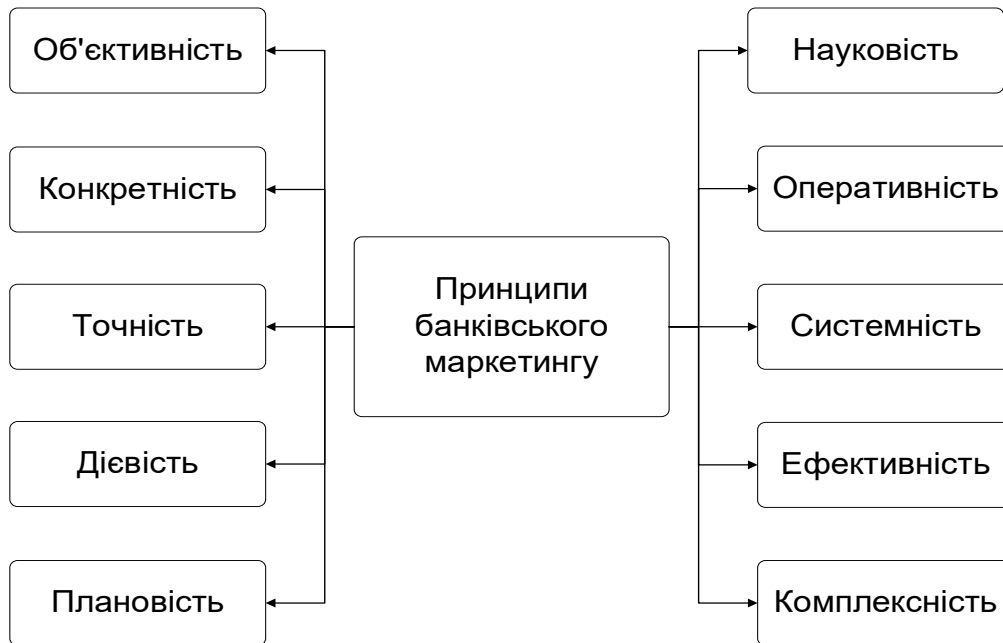 Об'єктивність
Науковість
Конкретність
Оперативність
Принципи
банківського
маркетингу
Точність
Системність
Дієвість
Ефективність
Плановість
Комплексність